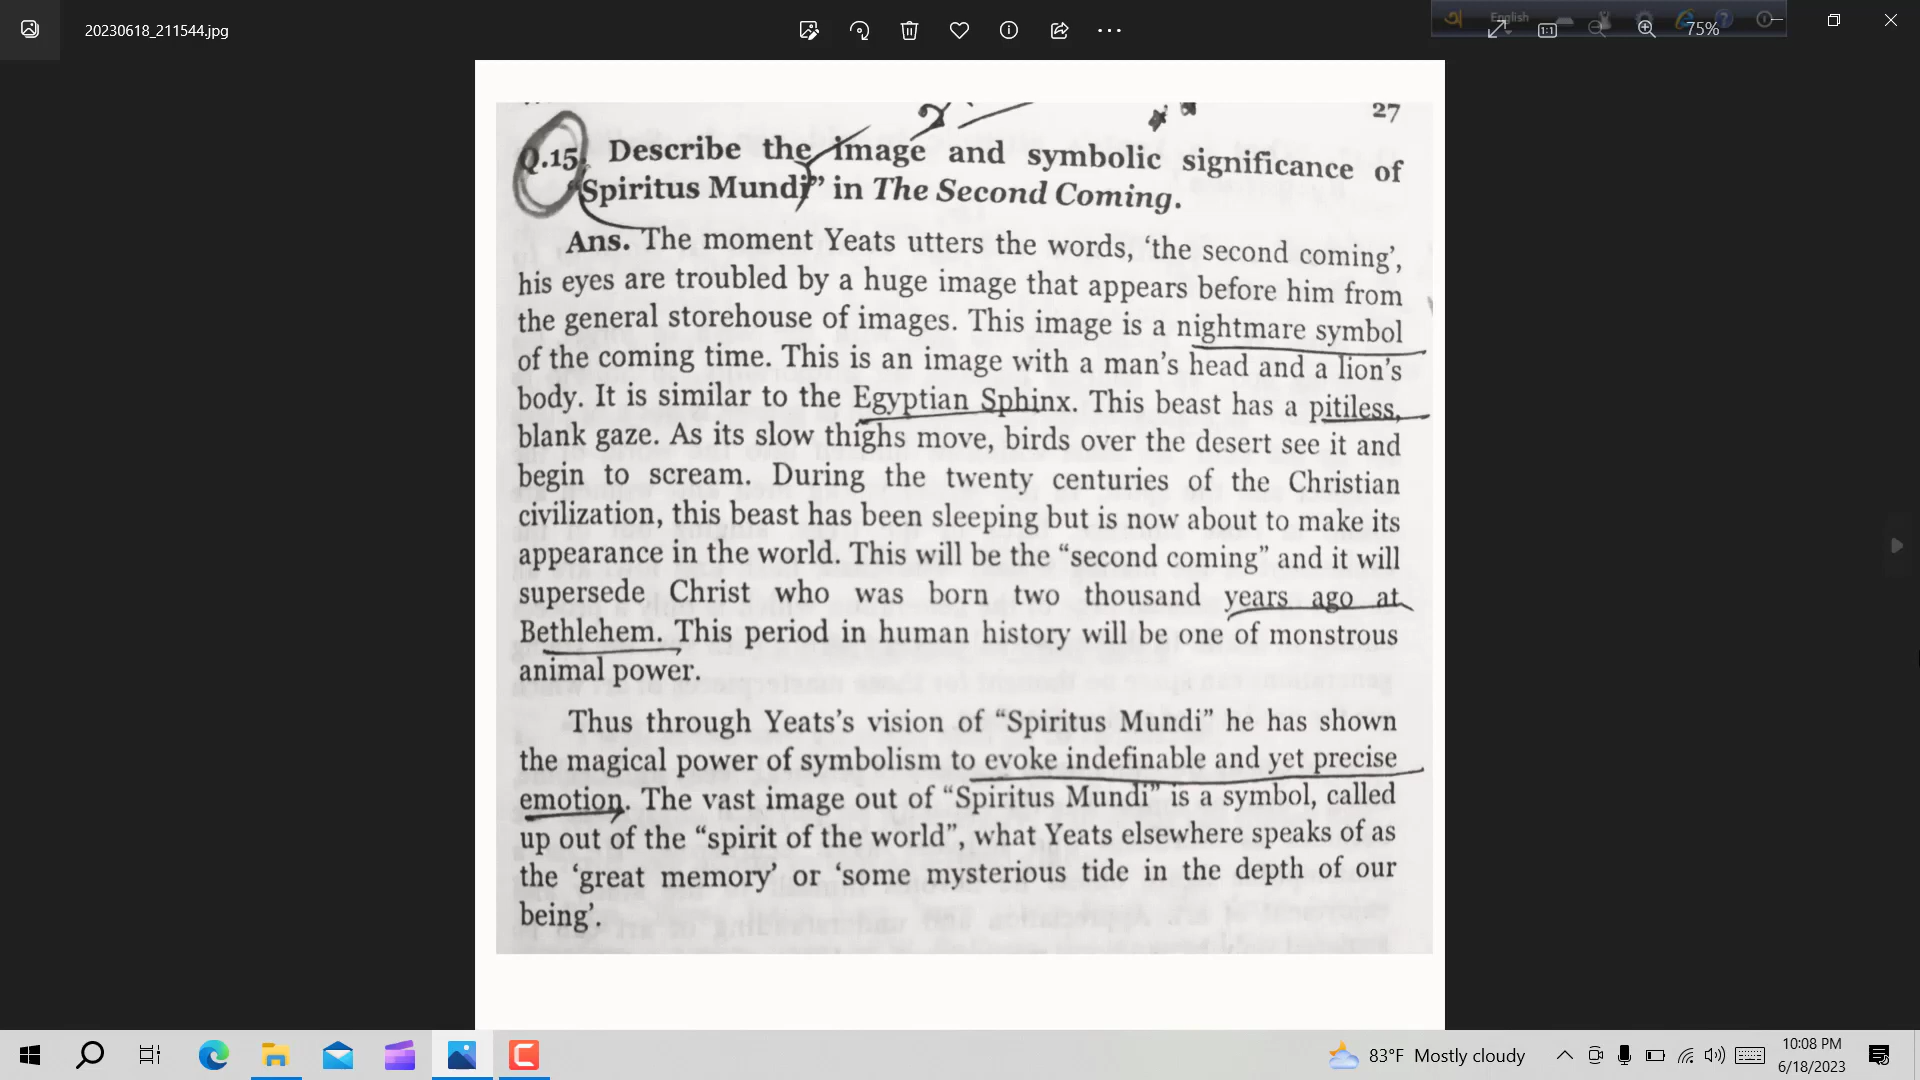 20230618_211544.jpg
English
75%
27
Q.15. Describe the image and symbolic significance of
“Spiritus Mundi” in The Second Coming.
Ans. The moment Yeats utters the words, ‘the second coming’,
his eyes are troubled by a huge image that appears before him from
the general storehouse of images. This image is a nightmare symbol
of the coming time. This is an image with a man’s head and a lion’s
body. It is similar to the Egyptian Sphinx. This beast has a pitiless,
blank gaze. As its slow thighs move, birds over the desert see it and
begin to scream. During the twenty centuries of the Christian
civilization, this beast has been sleeping but is now about to make its
appearance in the world. This will be the “second coming” and it will
supersede Christ who was born two thousand years ago at
Bethlehem. This period in human history will be one of monstrous
animal power.
Thus through Yeats’s vision of “Spiritus Mundi” he has shown
the magical power of symbolism to evoke indefinable and yet precise
emotion. The vast image out of “Spiritus Mundi” is a symbol, called
up out of the “spirit of the world”, what Yeats elsewhere speaks of as
the ‘great memory’ or ‘some mysterious tide in the depth of our
being’.
83°F Mostly cloudy
10:08 PM
6/18/2023